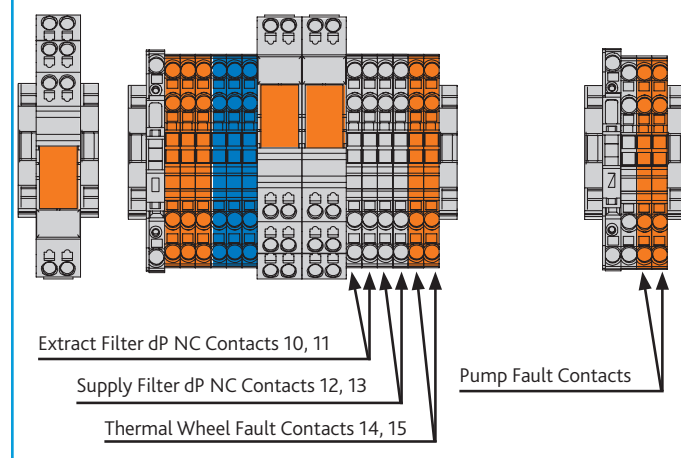 Extract Filter dP NC Contacts 10, 11
Supply Filter dP NC Contacts 12, 13
Pump Fault Contacts
Thermal Wheel Fault Contacts 14, 15